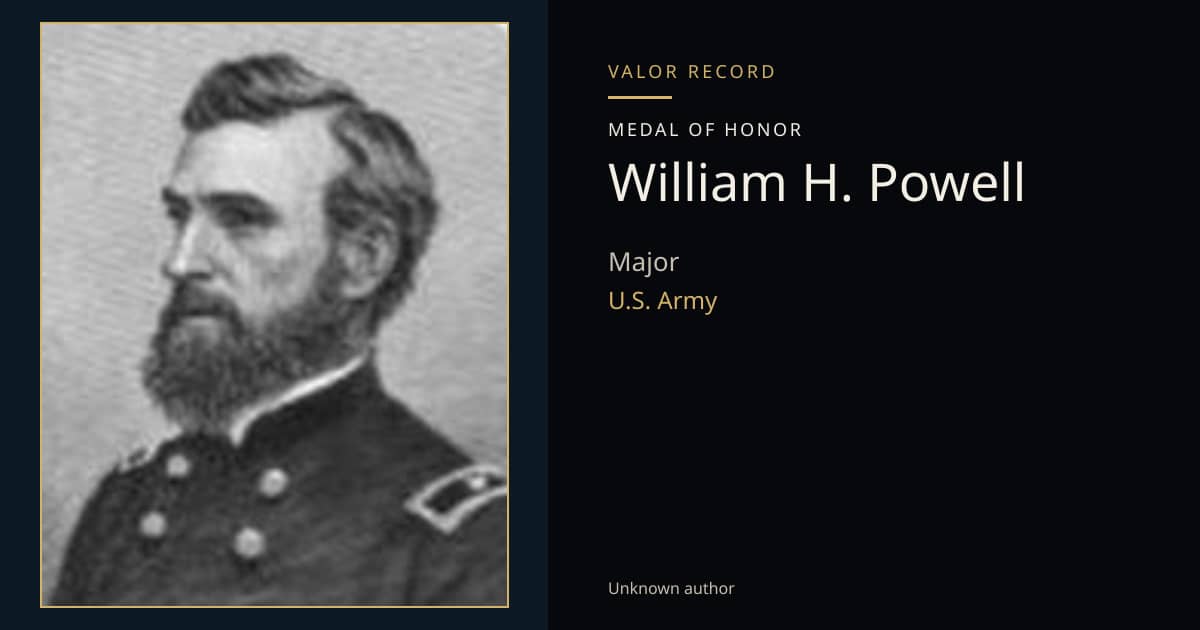 VALOR RECORD
MEDAL OF HONOR
William H. Powell
Major
U.S. Army
Unknown author